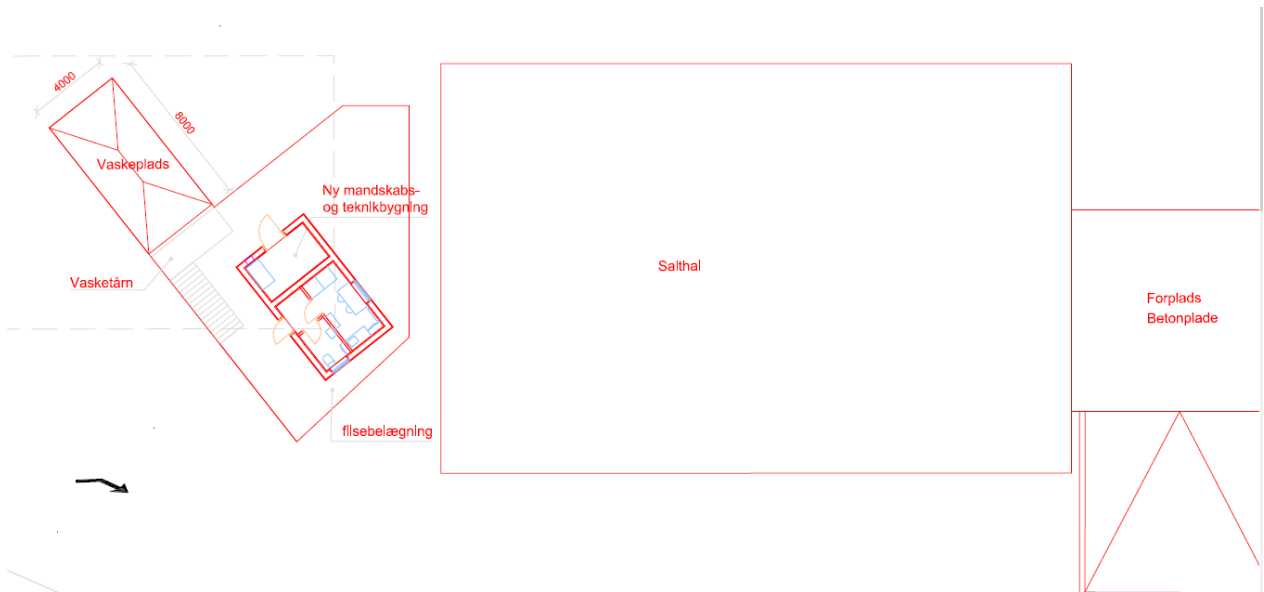 4000
8000
Vaskeplads
Ny mandskabs-
og teknikbygning
Vasketårn
Salthal
Forplads
Betonplade
flisebelægning